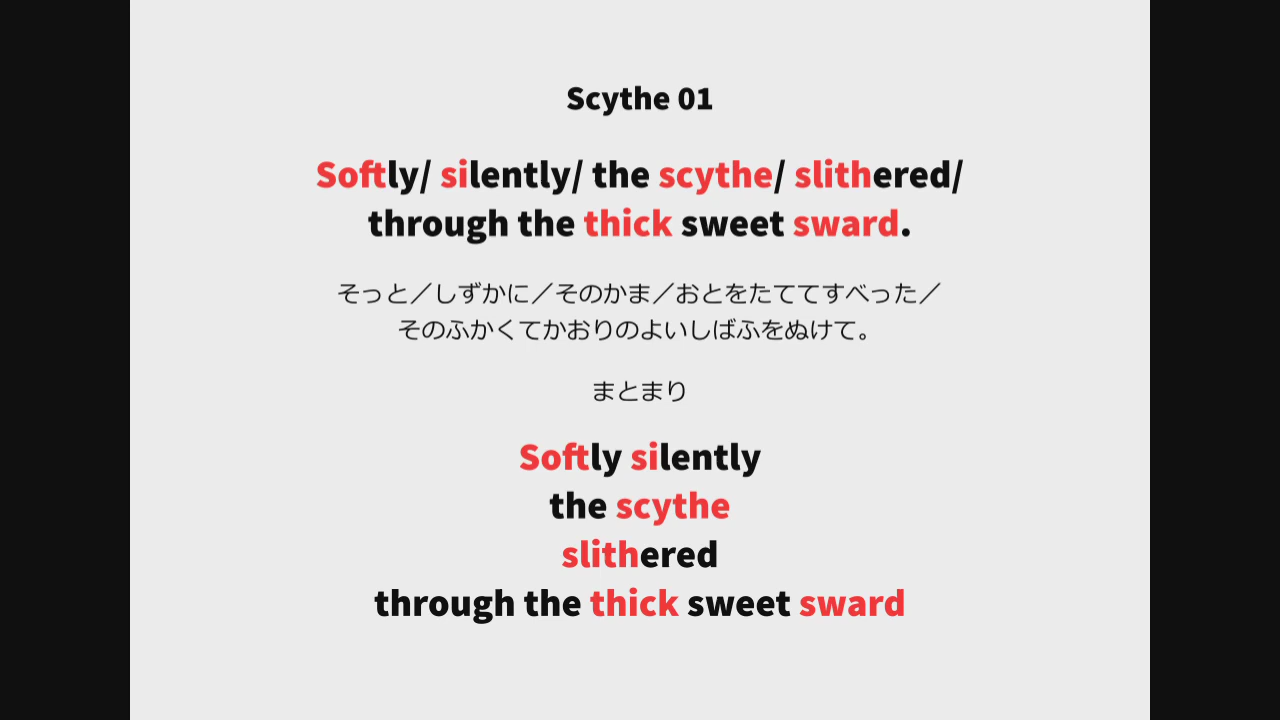 Scythe 01
Softly/ silently/ the scythe/ slithered/
through the thick sweet sward.
そっと／しずかに／そのかま／おとをたててすべった／
そのふかくてかおりのよいしばふをぬけて。
まとまり
Softly silently
the scythe
slithered
through the thick sweet sward